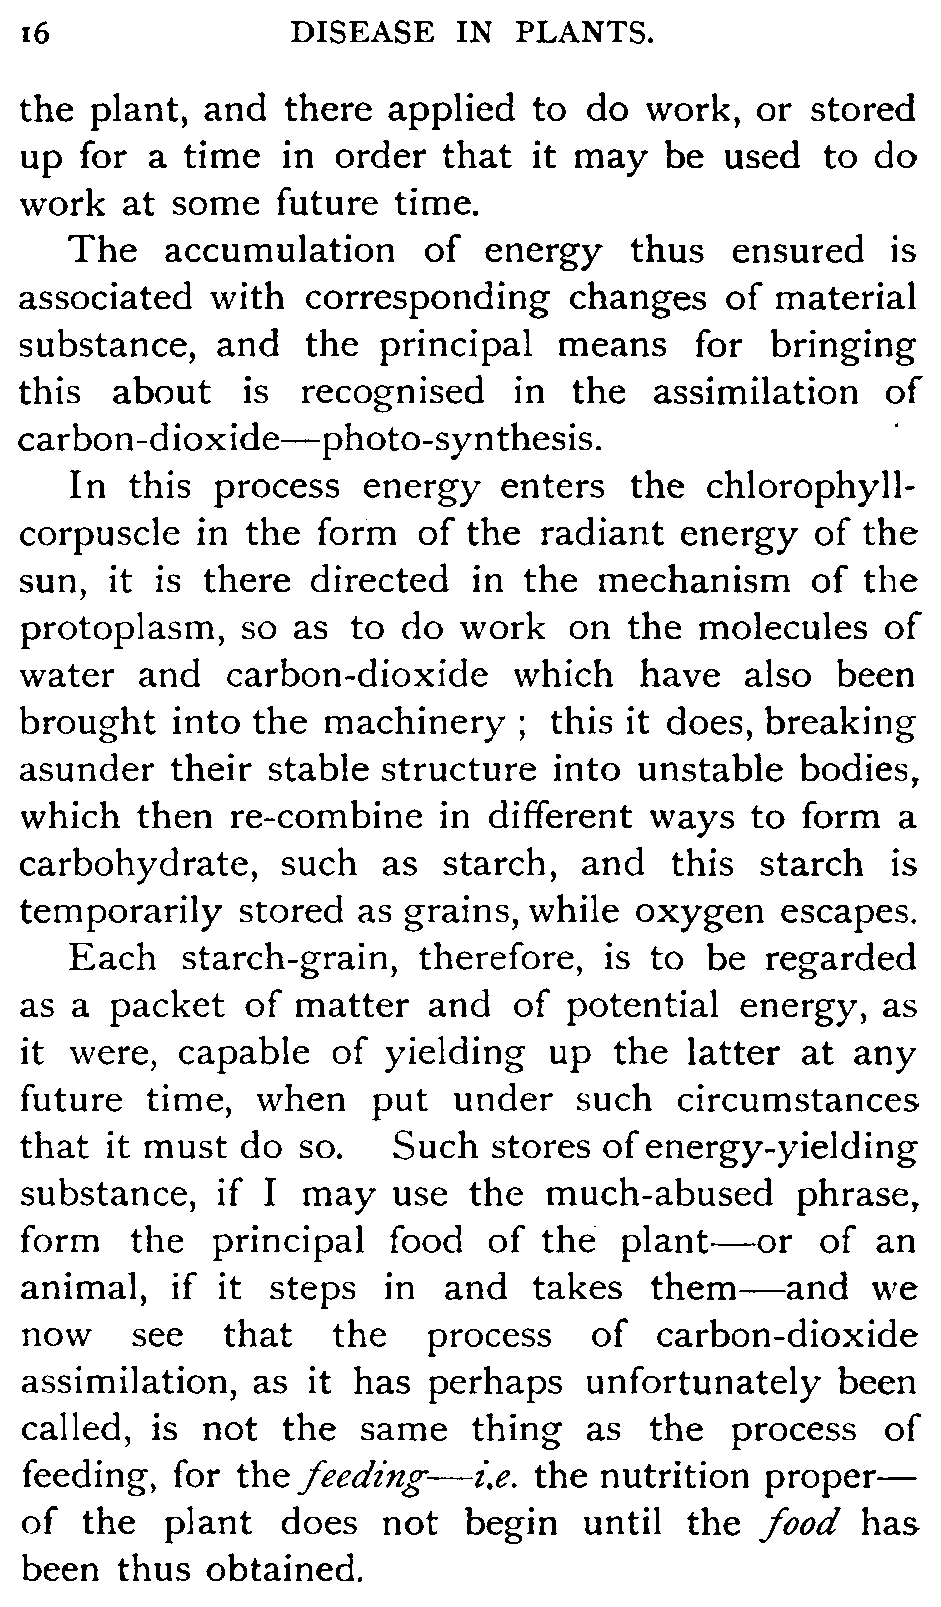 16 DISEASE IN PLANTS.
the plant, and there applied to do work, or stored
up for a time in order that it may be used to do
work at some future time.
The accumulation of energy thus ensured is
associated with corresponding changes of material
substance, and the principal means for bringing
this about is recognised in the assimilation of
carbon-dioxide—photo-synthesis.
In this process energy enters the chlorophyll-
corpuscle in the form of the radiant energy of the
sun, it is there directed in the mechanism of the
protoplasm, so as to do work on the molecules of
water and carbon-dioxide which have also been
brought into the machinery ; this it does, breaking
asunder their stable structure into unstable bodies,
which then re-combine in different ways to form a
carbohydrate, such as starch, and this starch is
temporarily stored as grains, while oxygen escapes.
Each starch-grain, therefore, is to be regarded
as a packet of matter and of potential energy, as
it were, capable of yielding up the latter at any
future time, when put under such circumstances
that it must do so. Such stores of energy-yielding
substance, if I may use the much-abused phrase,
form the principal food of the plant—or of an
animal, if it steps in and takes them—and we
now see that the process of carbon-dioxide
assimilation, as it has perhaps unfortunately been
called, is not the same thing as the process of
feeding, for the feeding—i.e. the nutrition proper—
of the plant does not begin until the food has
been thus obtained.